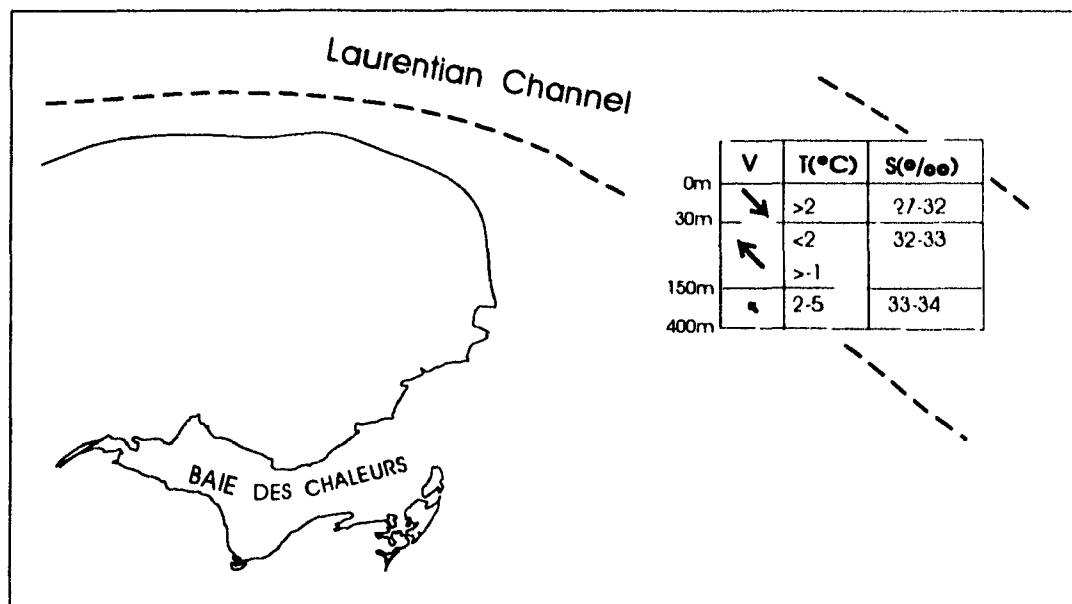 Laurentian Channel
V T(°C) S(°/oo)
0m
>2 27-32
30m
<2 32-33
>-1
150m
2-5 33-34
400m
BAIE DES CHALEURS